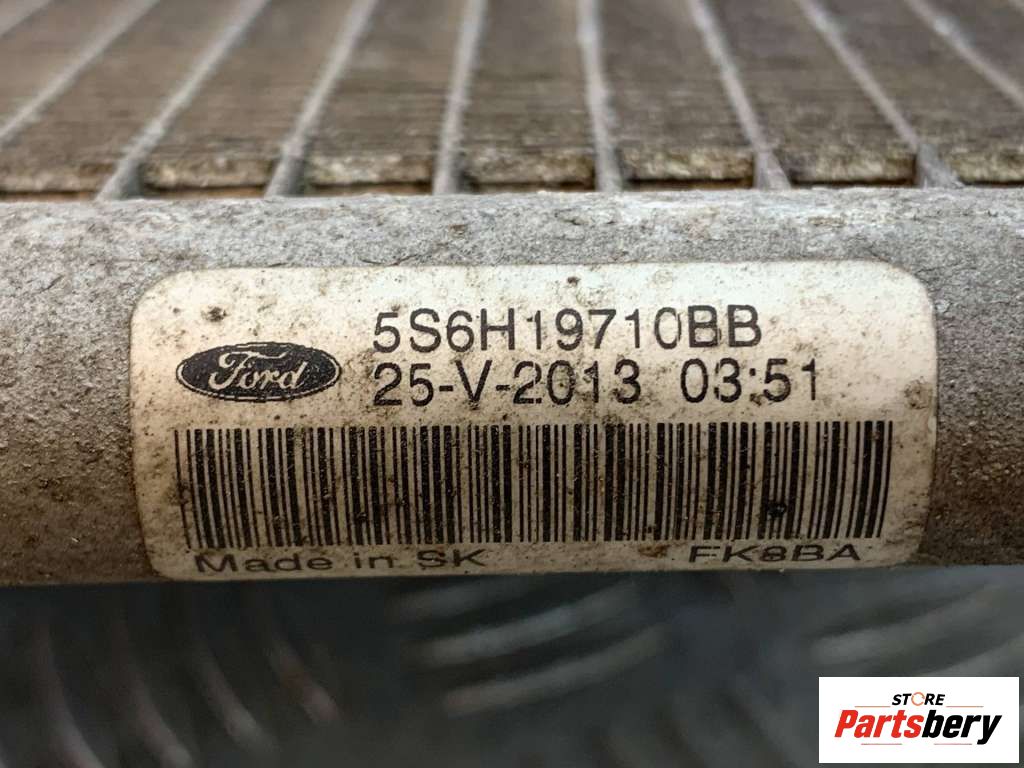 5S6H19710BB
Ford
25-V-2013 03:51
Made in SK FK8BA
STORE
Partsbery